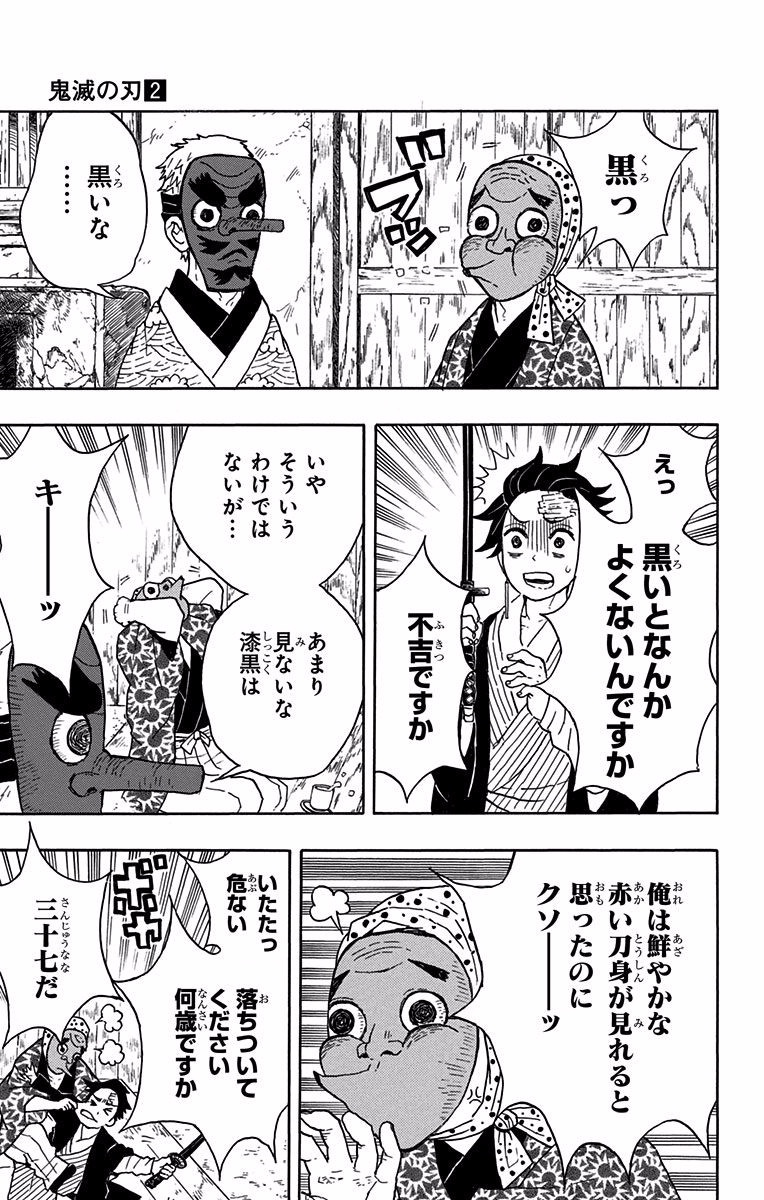 鬼滅の刃2
黒っ
ズーン
黒いな
……
えっ
黒いとなんか
よくないんですか
不吉ですか
いや
そういう
わけでは
ないが…
あまり
見ないな
漆黒は
キーーッ
俺は鮮やかな
赤い刀身が見れると
思ったのに
クソーーッ
いたたっ
危ない
落ちついて
ください
何歳ですか
三十七だ